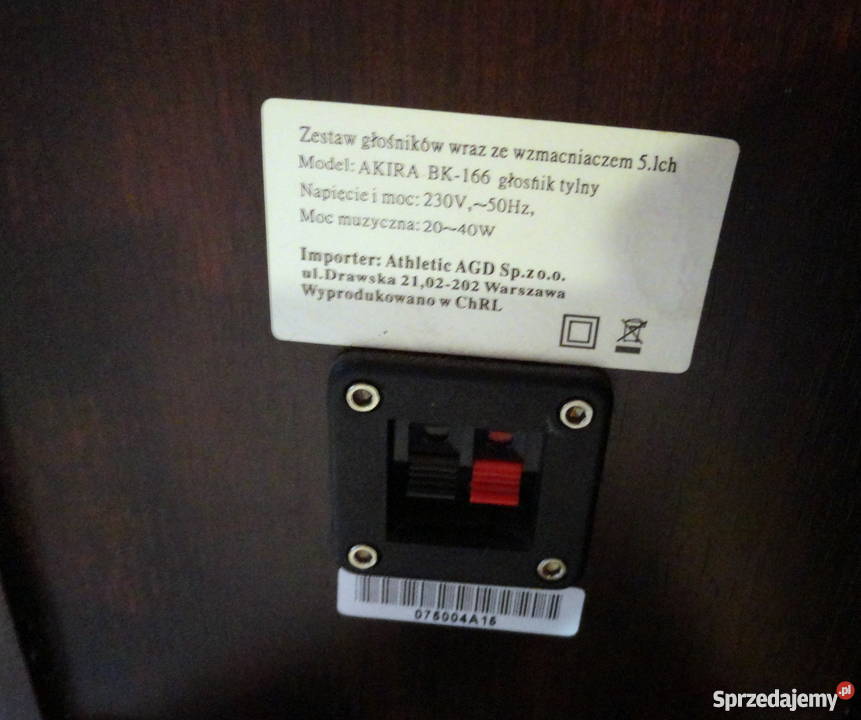 Zestaw głośników wraz ze wzmacniaczem 5.1ch
Model: AKIRA BK-166 głośnik tylny
Napięcie i moc: 230V,~50Hz,
Moc muzyczna: 20~40W
Importer: Athletic AGD Sp.z o.o.
ul.Drawska 21,02-202 Warszawa
Wyprodukowano w ChRL
075004A15
Sprzedajemy.pl